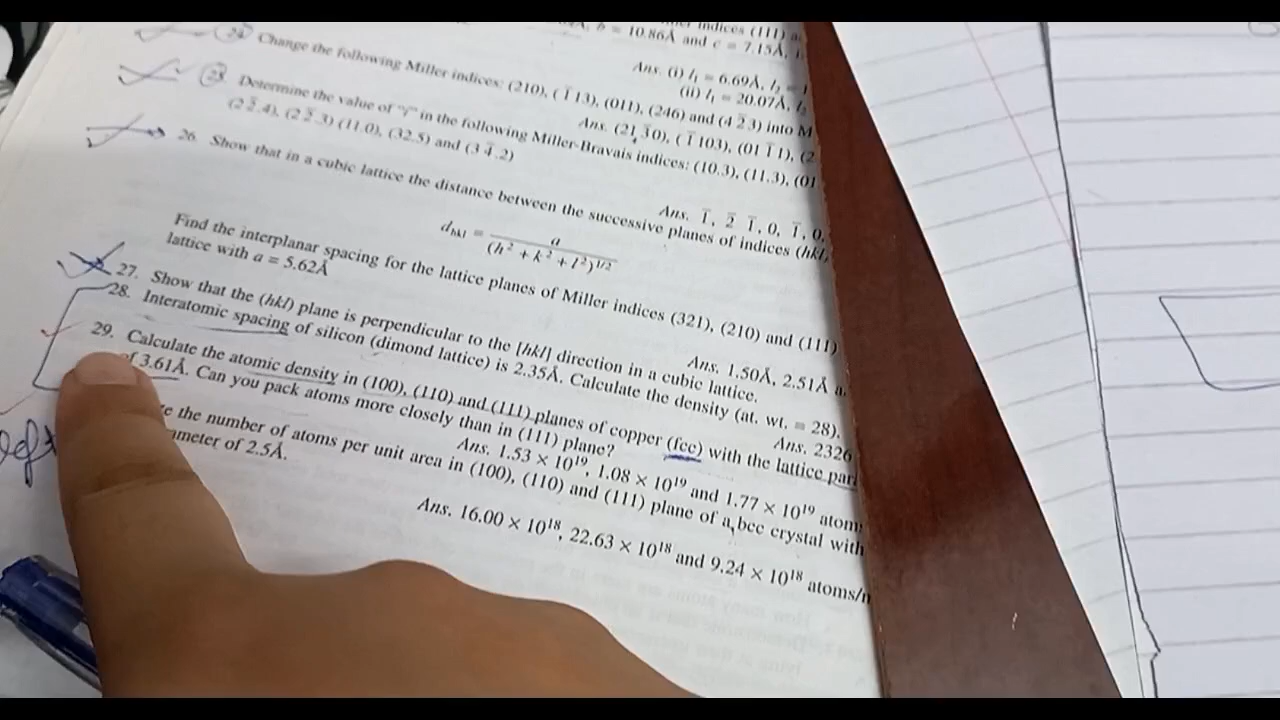 indices (111) a
b = 10.86Å and c = 7.15Å,
Ans. (i) l₁ = 6.69Å, l₂ = 1
(ii) l₁ = 20.07Å, l₂
24. Change the following Miller indices: (210), (1̄13), (011), (246) and (42̄3) into M
Ans. (213̄0), (1̄103), (011̄1), (2
25. Determine the value of "i" in the following Miller-Bravais indices: (10.3), (11.3), (01
(22̄.4), (22̄.3) (11.0), (32.5) and (34̄.2)
Ans. 1̄, 2̄ 1̄, 0, 1̄, 0,
26. Show that in a cubic lattice the distance between the successive planes of indices (hkl,
d_hkl = a / (h² + k² + l²)^1/2
Find the interplanar spacing for the lattice planes of Miller indices (321), (210) and (111)
lattice with a = 5.62Å
Ans. 1.50Å, 2.51Å a
27. Show that the (hkl) plane is perpendicular to the [hkl] direction in a cubic lattice.
28. Interatomic spacing of silicon (dimond lattice) is 2.35Å. Calculate the density (at. wt. = 28).
Ans. 2326
29. Calculate the atomic density in (100), (110) and (111) planes of copper (fcc) with the lattice par
of 3.61Å. Can you pack atoms more closely than in (111) plane?
Ans. 1.53 × 10¹⁹, 1.08 × 10¹⁹ and 1.77 × 10¹⁹ atom
the number of atoms per unit area in (100), (110) and (111) plane of a bcc crystal with
of 2.5Å.
Ans. 16.00 × 10¹⁸, 22.63 × 10¹⁸ and 9.24 × 10¹⁸ atoms/
left